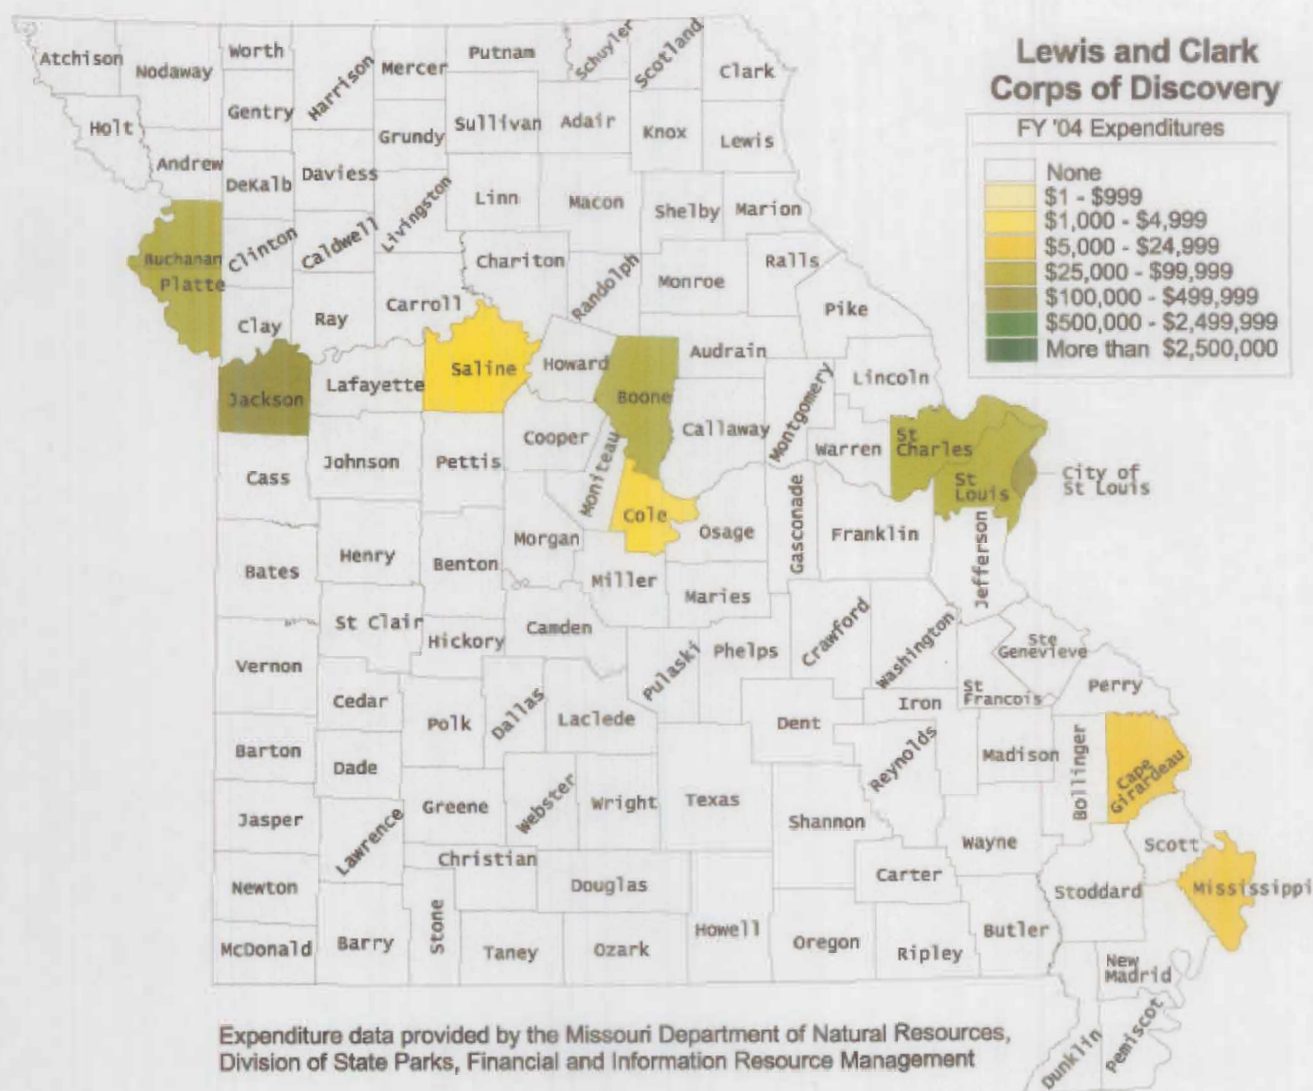 Lewis and Clark
Corps of Discovery
FY '04 Expenditures
None
$1 - $999
$1,000 - $4,999
$5,000 - $24,999
$25,000 - $99,999
$100,000 - $499,999
$500,000 - $2,499,999
More than $2,500,000
Atchison
Nodaway
Worth
Harrison
Mercer
Putnam
Schuyler
Scotland
Clark
Holt
Gentry
Grundy
Sullivan
Adair
Knox
Lewis
Andrew
DeKalb
Daviess
Livingston
Linn
Macon
Shelby
Marion
Buchanan
Platte
Clinton
Caldwell
Chariton
Randolph
Monroe
Ralls
Pike
Clay
Ray
Carroll
Saline
Howard
Boone
Audrain
Montgomery
Lincoln
Jackson
Lafayette
Cooper
Moniteau
Callaway
Warren
St
Charles
St
Louis
City of
St Louis
Cass
Johnson
Pettis
Cole
Osage
Gasconade
Franklin
Jefferson
Bates
Henry
Benton
Morgan
Miller
Maries
St Clair
Hickory
Camden
Pulaski
Phelps
Crawford
Washington
Ste
Genevieve
Vernon
Cedar
Polk
Dallas
Laclede
Dent
Iron
St
Francois
Perry
Barton
Dade
Reynolds
Madison
Bollinger
Cape
Girardeau
Jasper
Lawrence
Greene
Webster
Wright
Texas
Shannon
Wayne
Scott
Christian
Newton
Douglas
Carter
Stoddard
Mississippi
McDonald
Barry
Stone
Taney
Ozark
Howell
Oregon
Ripley
Butler
New
Madrid
Dunklin
Pemiscot
Expenditure data provided by the Missouri Department of Natural Resources,
Division of State Parks, Financial and Information Resource Management